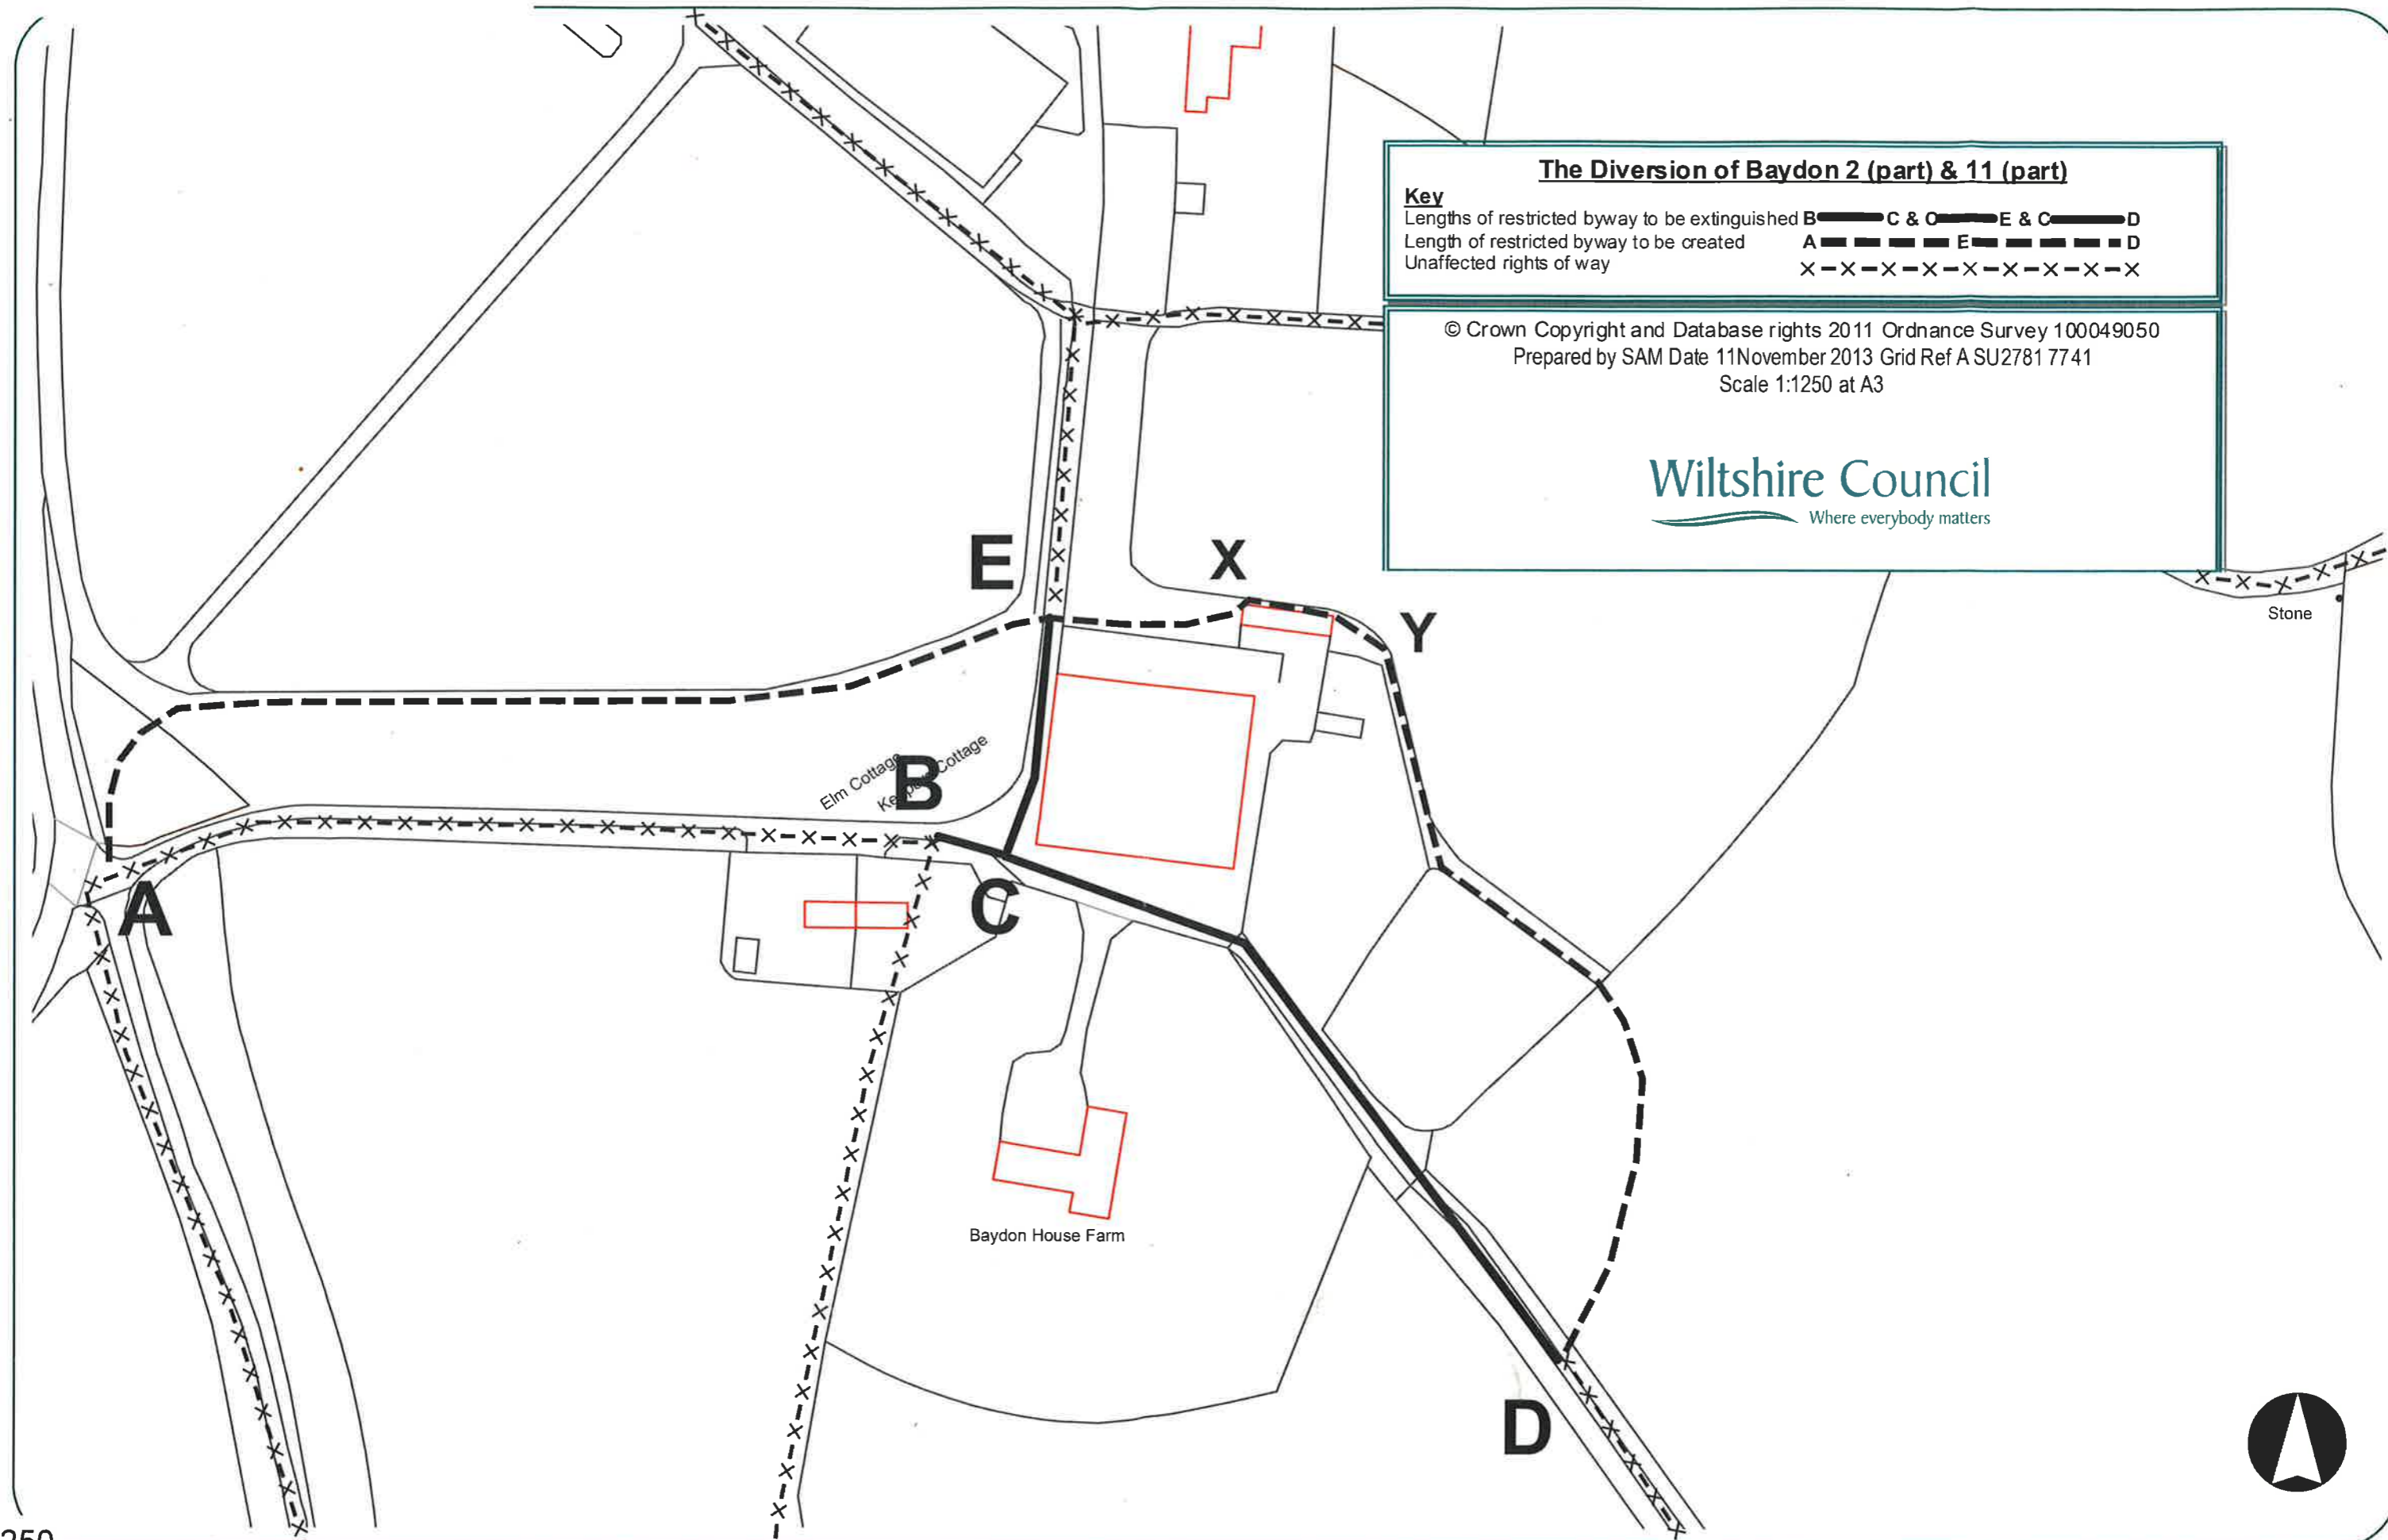 The Diversion of Baydon 2 (part) & 11 (part)
Key
Lengths of restricted byway to be extinguished B C & C E & C D
Length of restricted byway to be created A E D
Unaffected rights of way
© Crown Copyright and Database rights 2011 Ordnance Survey 100049050
Prepared by SAM Date 11November 2013 Grid Ref A SU2781 7741
Scale 1:1250 at A3
Wiltshire Council
Where everybody matters
E
X
Y
Stone
Elm Cottage
B
Cottage
A
C
Baydon House Farm
D